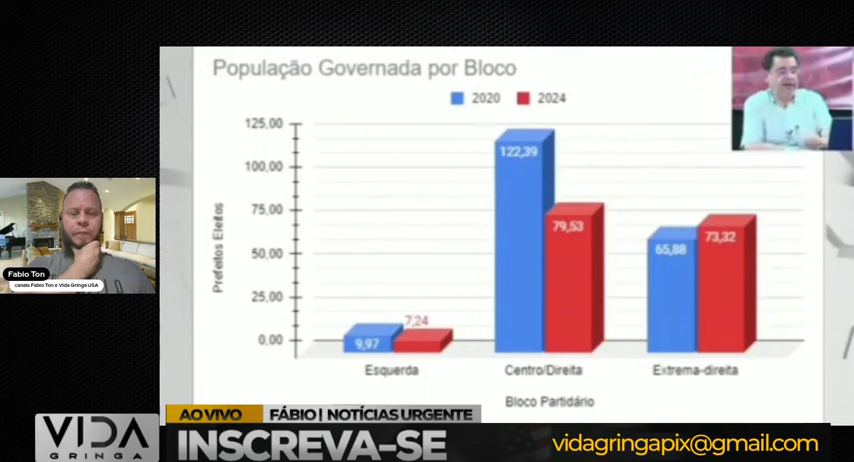 População Governada por Bloco
2020 2024
125,00
100,00
75,00
50,00
25,00
0,00
Prefeitos Eleitos
9,97
7,24
122,39
79,53
65,88
73,32
Esquerda Centro/Direita Extrema-direita
Bloco Partidário
Fabio Ton
canais Fabio Ton e Vida Gringa USA
AO VIVO FÁBIO | NOTÍCIAS URGENTE
VIDA
GRINGA
INSCREVA-SE
vidagringapix@gmail.com